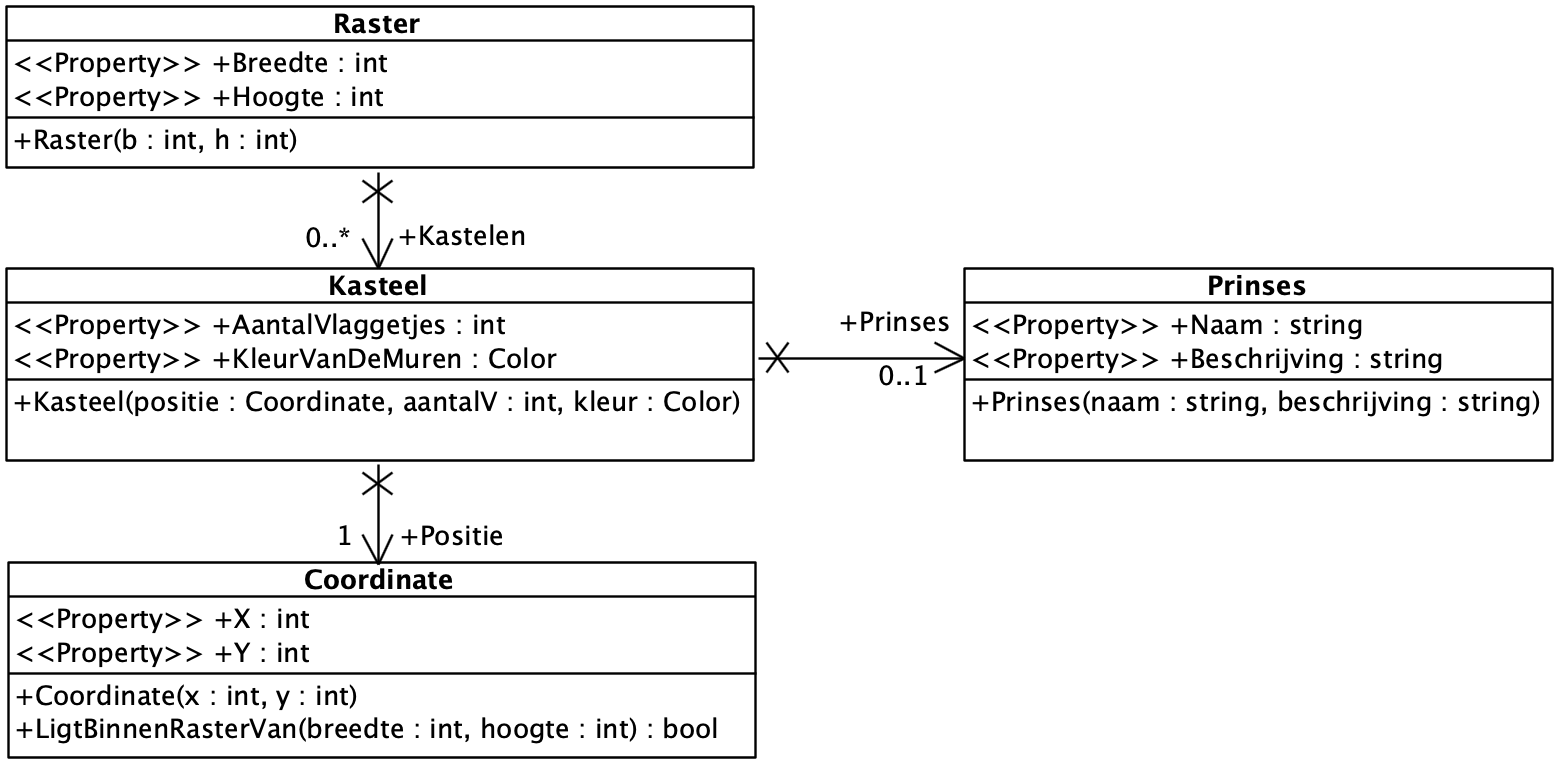 Raster
<<Property>> +Breedte : int
<<Property>> +Hoogte : int
+Raster(b : int, h : int)
0..* +Kastelen
Kasteel
<<Property>> +AantalVlaggetjes : int
<<Property>> +KleurVanDeMuren : Color
+Kasteel(positie : Coordinate, aantalV : int, kleur : Color)
+Prinses
0..1
Prinses
<<Property>> +Naam : string
<<Property>> +Beschrijving : string
+Prinses(naam : string, beschrijving : string)
1 +Positie
Coordinate
<<Property>> +X : int
<<Property>> +Y : int
+Coordinate(x : int, y : int)
+LigtBinnenRasterVan(breedte : int, hoogte : int) : bool